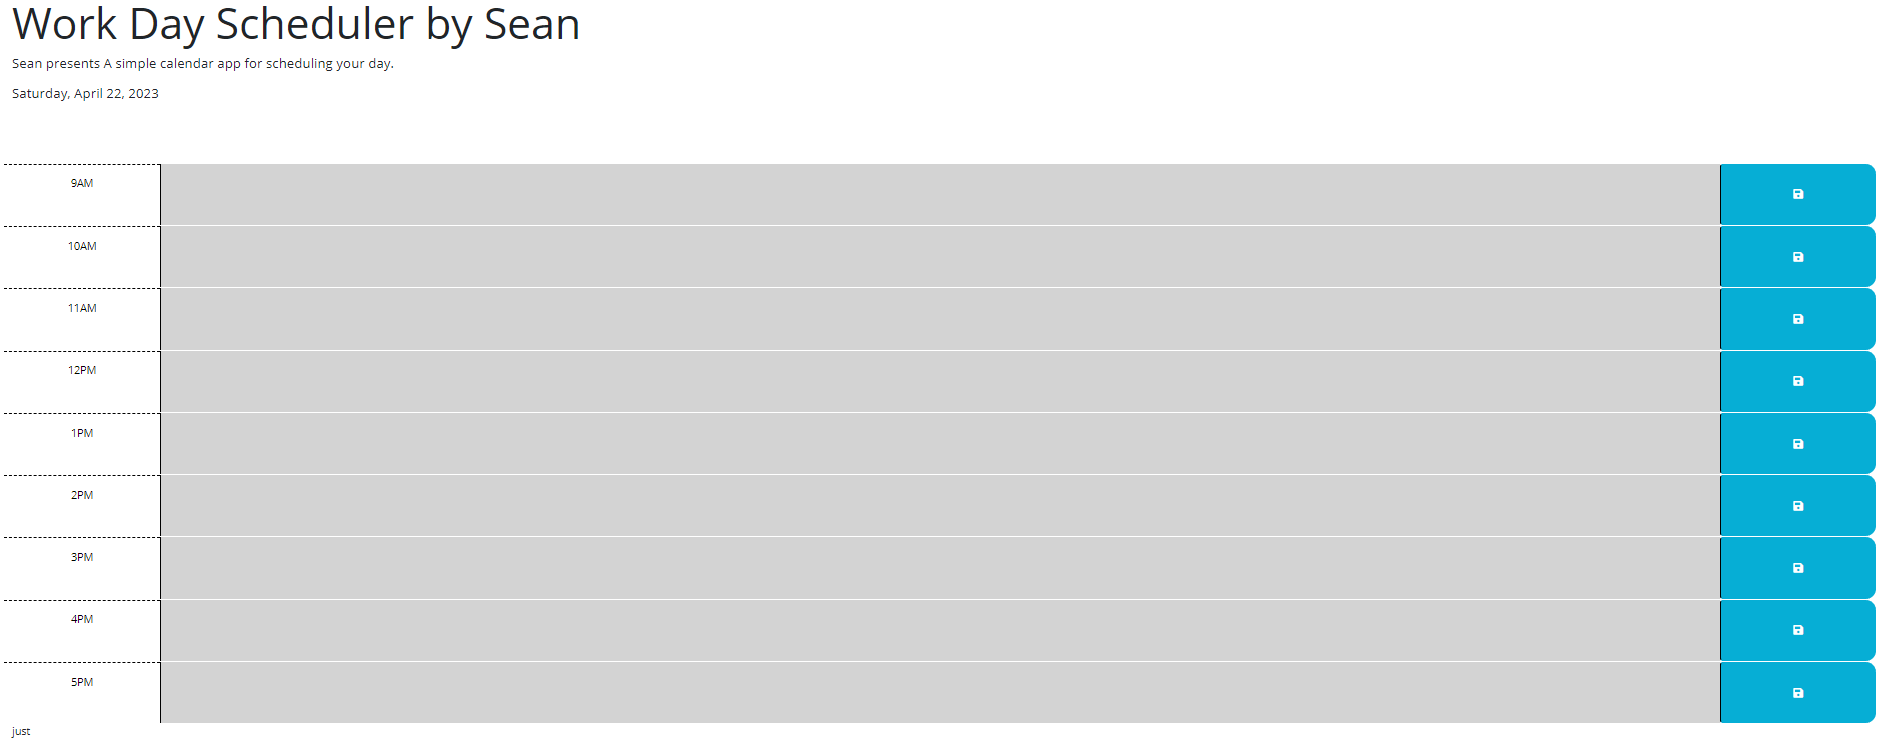 Work Day Scheduler by Sean
Sean presents A simple calendar app for scheduling your day.
Saturday, April 22, 2023
9AM
10AM
11AM
12PM
1PM
2PM
3PM
4PM
5PM
just